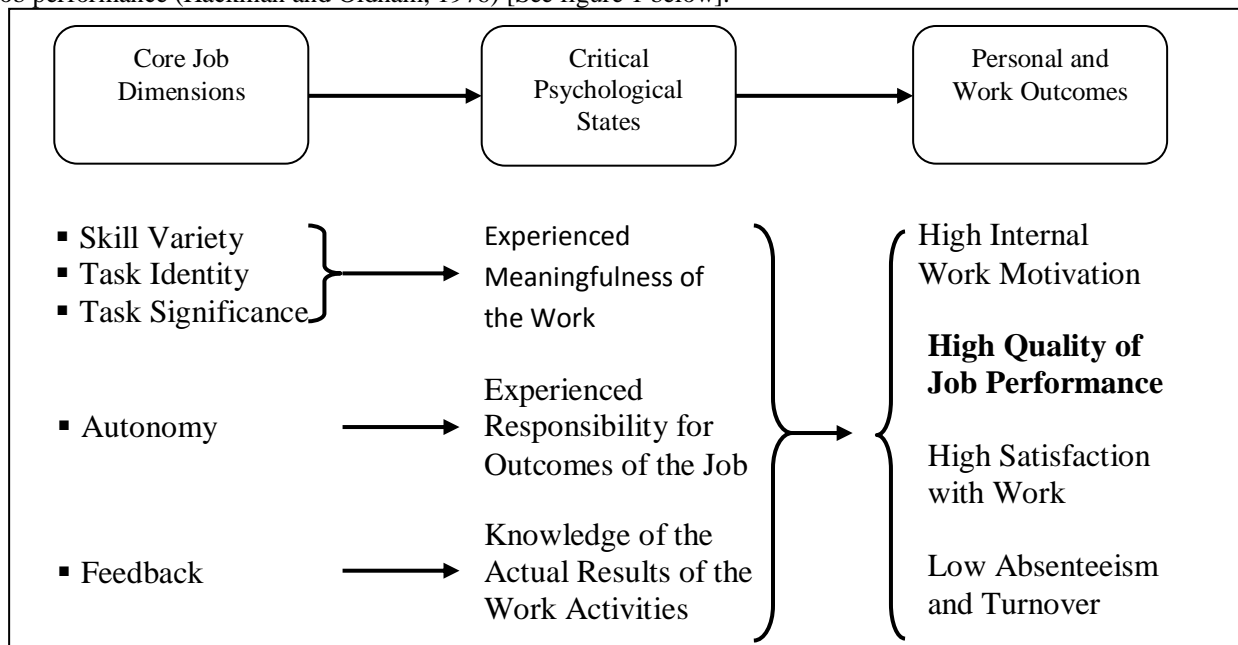 (Hackman and Oldham, 1976) [See figure 1 below].
Core Job
Dimensions
Critical
Psychological
States
Personal and
Work Outcomes
▪ Skill Variety
▪ Task Identity
▪ Task Significance
Experienced
Meaningfulness of
the Work
▪ Autonomy
Experienced
Responsibility for
Outcomes of the Job
▪ Feedback
Knowledge of the
Actual Results of the
Work Activities
High Internal
Work Motivation
High Quality of
Job Performance
High Satisfaction
with Work
Low Absenteeism
and Turnover